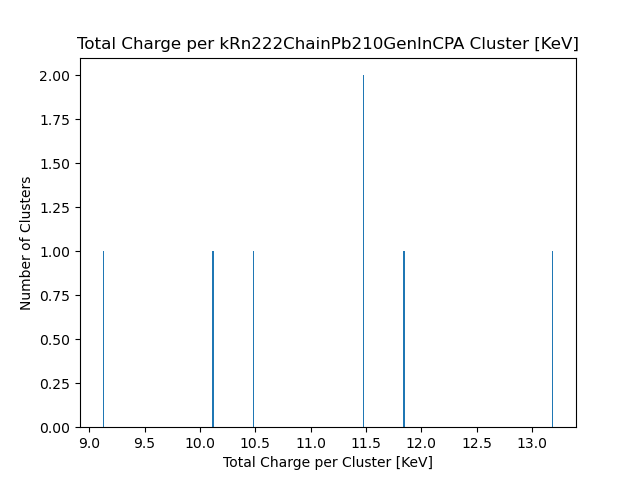 Total Charge per kRn222ChainPb210GenInCPA Cluster [KeV]
2.00
1.75
1.50
1.25
1.00
0.75
0.50
0.25
0.00
Number of Clusters
9.0 9.5 10.0 10.5 11.0 11.5 12.0 12.5 13.0
Total Charge per Cluster [KeV]